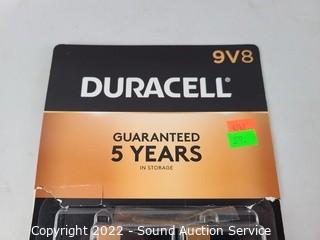 9V8
DURACELL®
GUARANTEED
5 YEARS
IN STORAGE
Copyright 2022 - Sound Auction Service